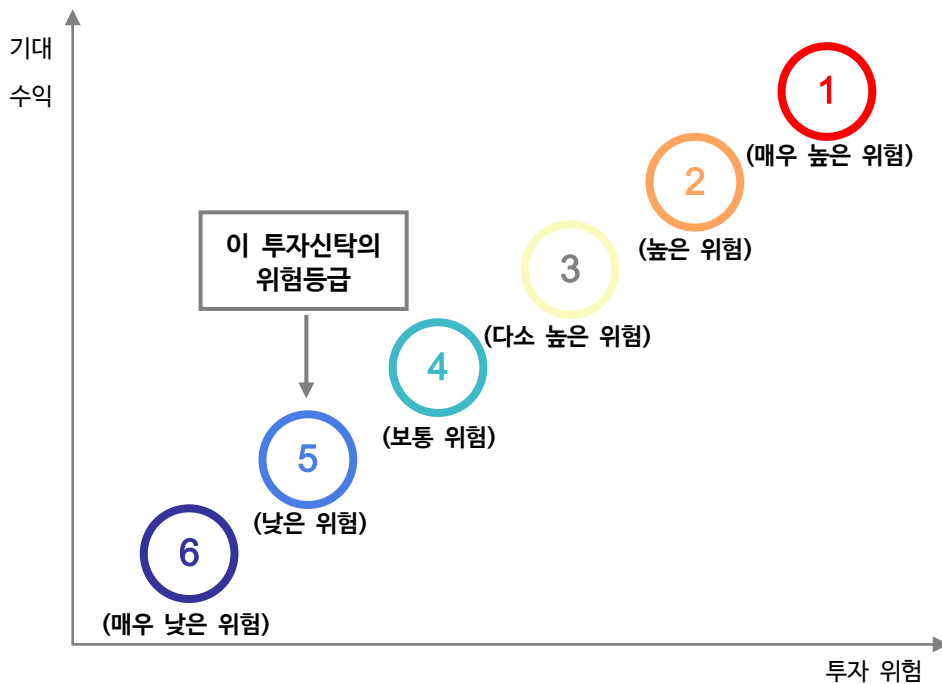 기대
수익
1
(매우 높은 위험)
2
(높은 위험)
이 투자신탁의
위험등급
3
(다소 높은 위험)
4
(보통 위험)
5
(낮은 위험)
6
(매우 낮은 위험)
투자 위험